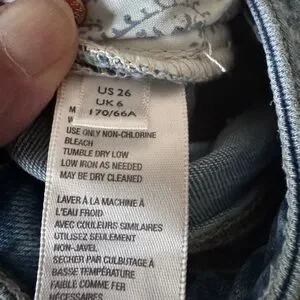 US 26
UK 6
170/66A
M
W
USE ONLY NON-CHLORINE
BLEACH
TUMBLE DRY LOW
LOW IRON AS NEEDED
MAY BE DRY CLEANED
LAVER À LA MACHINE À
L'EAU FROID
AVEC COULEURS SIMILAIRES
UTILISEZ SEULEMENT
NON-JAVEL
SECHER PAR CULBUTAGE À
BASSE TEMPÉRATURE
FAIBLE COMME FER
NÉCESSAIRES